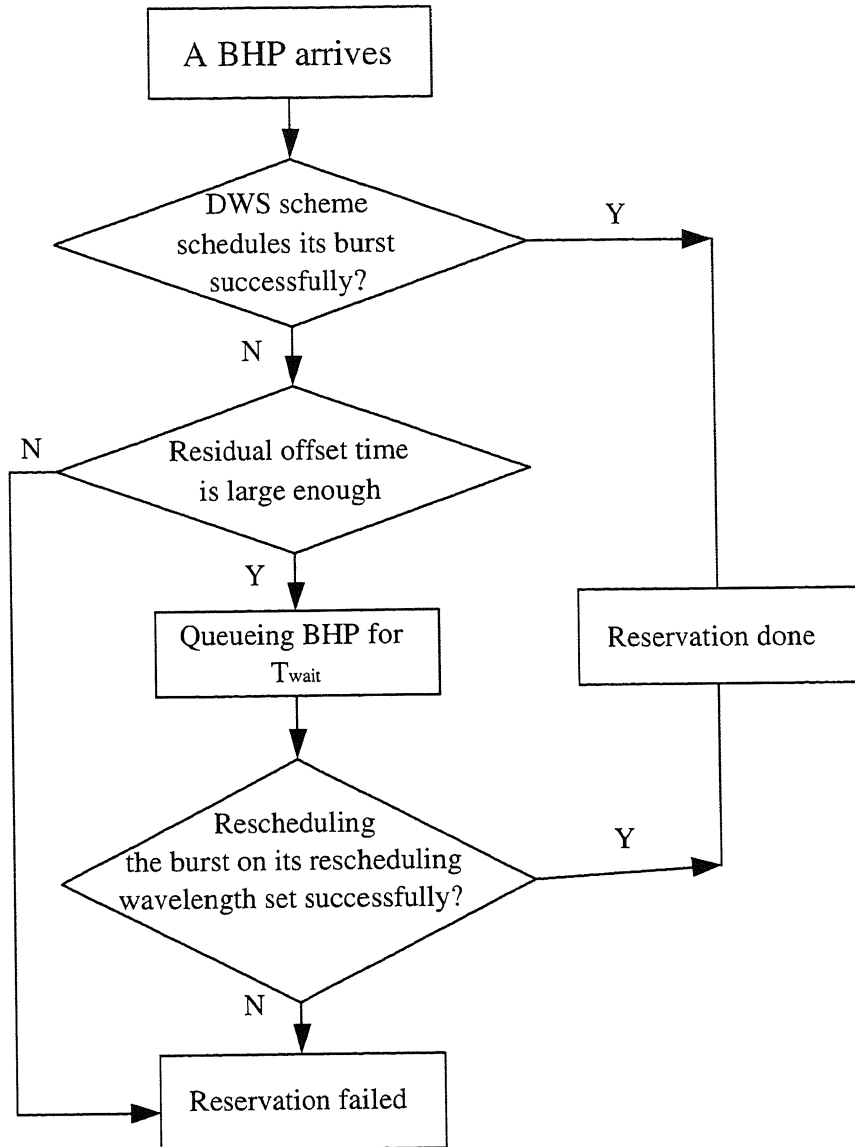 A BHP arrives
DWS scheme
schedules its burst
successfully?
Y
N
N
Residual offset time
is large enough
Y
Queueing BHP for
Twait
Reservation done
Rescheduling
the burst on its rescheduling
wavelength set successfully?
Y
N
Reservation failed